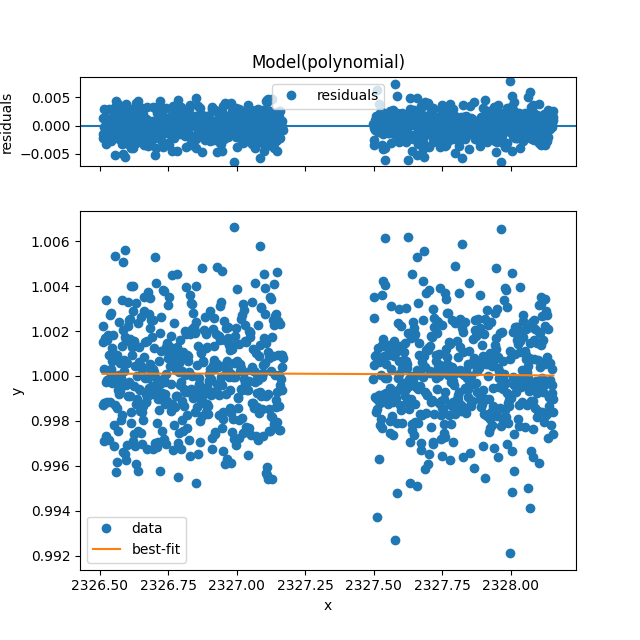 Model(polynomial)
residuals
0.005
0.000
−0.005
residuals
y
1.006
1.004
1.002
1.000
0.998
0.996
0.994
0.992
data
best-fit
2326.50 2326.75 2327.00 2327.25 2327.50 2327.75 2328.00
x